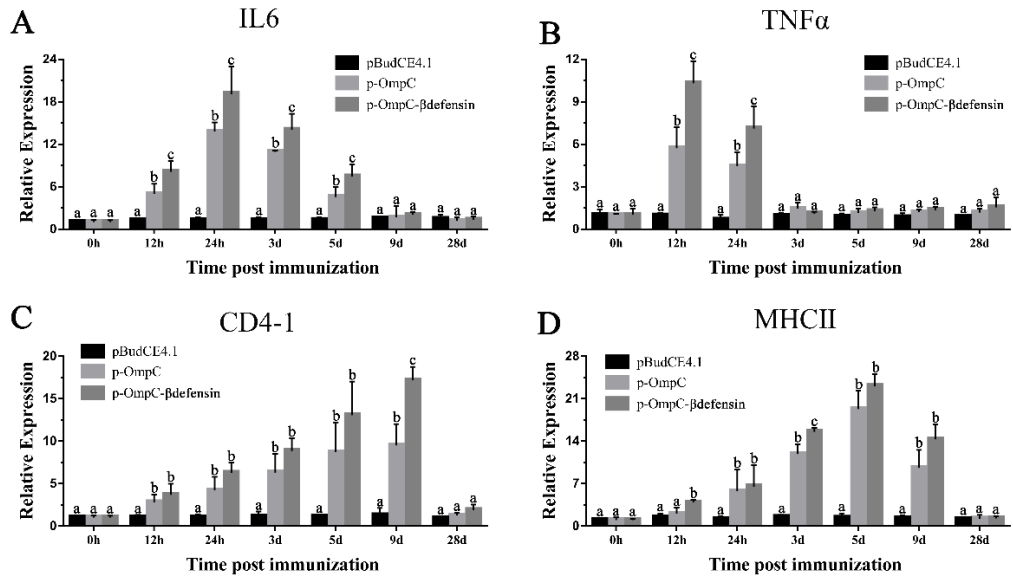 A
IL6
Relative Expression
24
18
12
6
0
pBudCE4.1
p-OmpC
p-OmpC-βdefensin
a a a
a b c
a b c
a b c
a b c
a a a
a a a
0h 12h 24h 3d 5d 9d 28d
Time post immunization
B
TNFα
Relative Expression
12
9
6
3
0
pBudCE4.1
p-OmpC
p-OmpC-βdefensin
a a a
a b c
a b c
a a a
a a a
a a a
a a a
0h 12h 24h 3d 5d 9d 28d
Time post immunization
C
CD4-1
Relative Expression
20
15
10
5
0
pBudCE4.1
p-OmpC
p-OmpC-βdefensin
a a a
a b b
a b b
a b b
a b b
a b c
a a a
0h 12h 24h 3d 5d 9d 28d
Time post immunization
D
MHCII
Relative Expression
28
21
14
7
0
pBudCE4.1
p-OmpC
p-OmpC-βdefensin
a a a
a a b
a b b
a b c
a b b
a b b
a a a
0h 12h 24h 3d 5d 9d 28d
Time post immunization